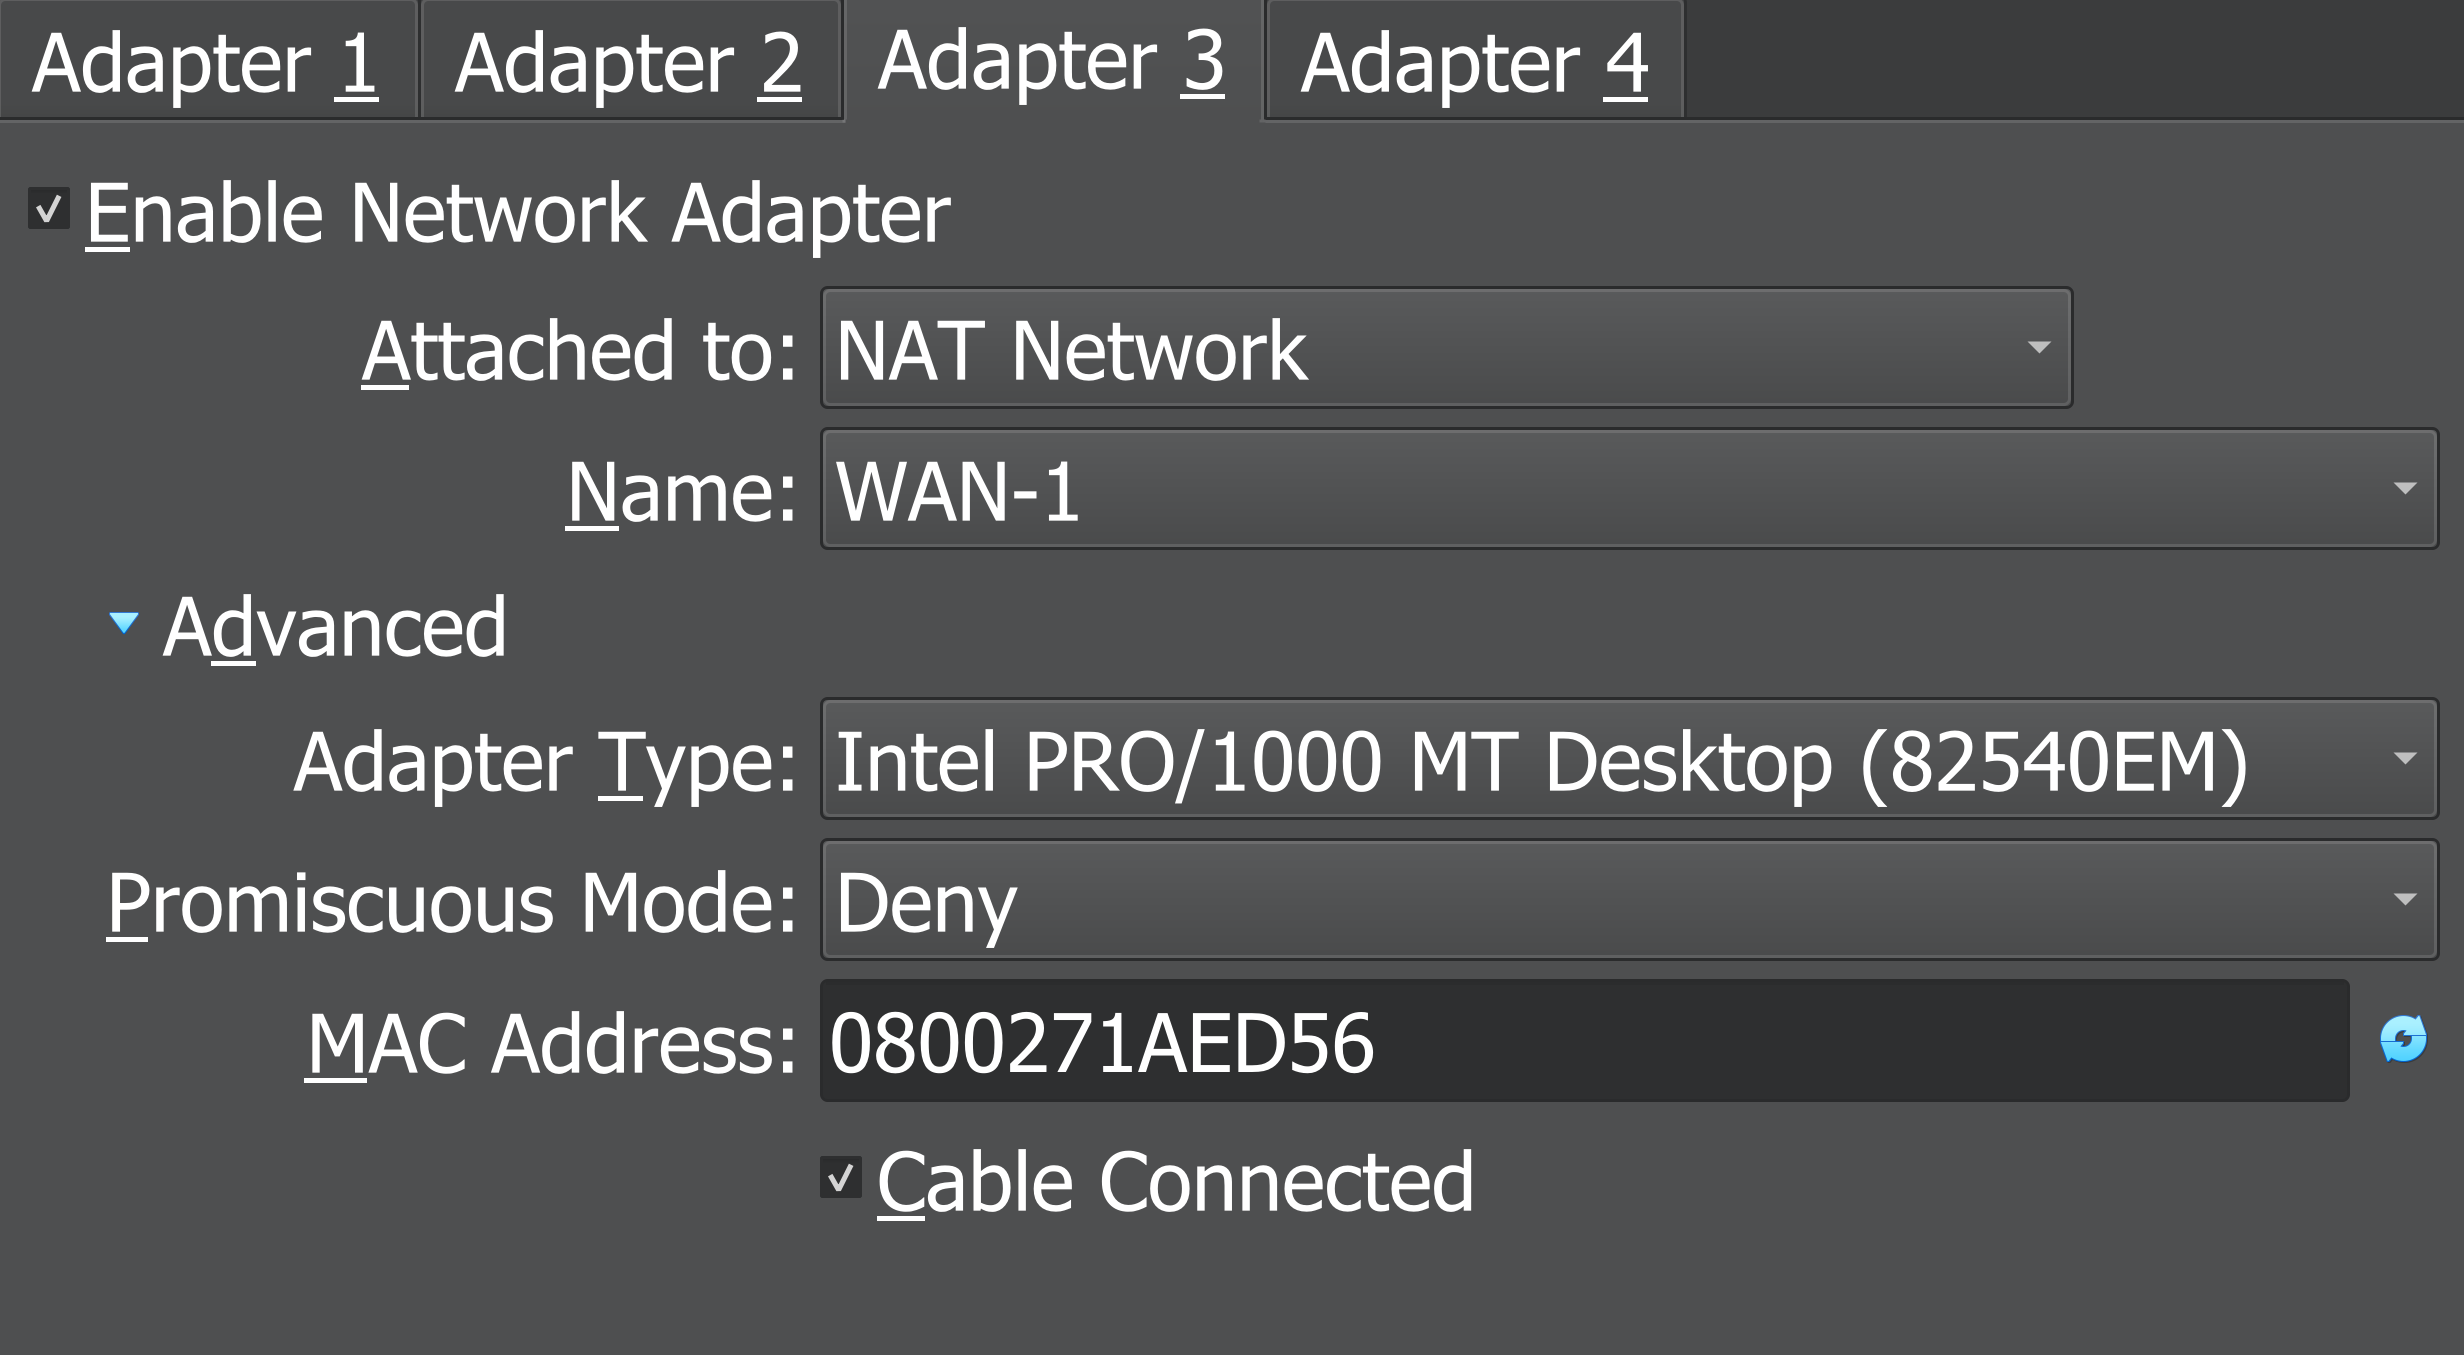 Adapter 1 Adapter 2 Adapter 3 Adapter 4
Enable Network Adapter
Attached to: NAT Network
Name: WAN-1
Advanced
Adapter Type: Intel PRO/1000 MT Desktop (82540EM)
Promiscuous Mode: Deny
MAC Address: 0800271AED56
Cable Connected